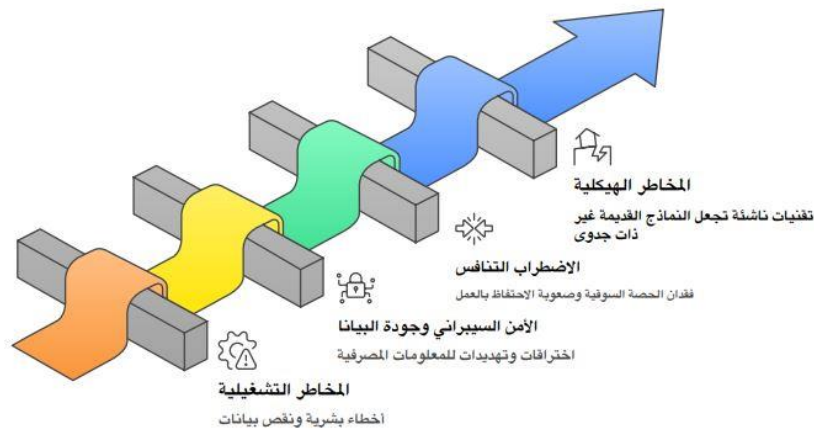 المخاطر الهيكلية
تقنيات ناشئة تجعل النماذج القديمة غير
ذات جدوى
الاضطراب التنافس
فقدان الحصة السوقية وصعوبة الاحتفاظ بالعمل
الأمن السيبراني وجودة البيانا
اختراقات وتهديدات للمعلومات المصرفية
المخاطر التشغيلية
أخطاء بشرية ونقص بيانات